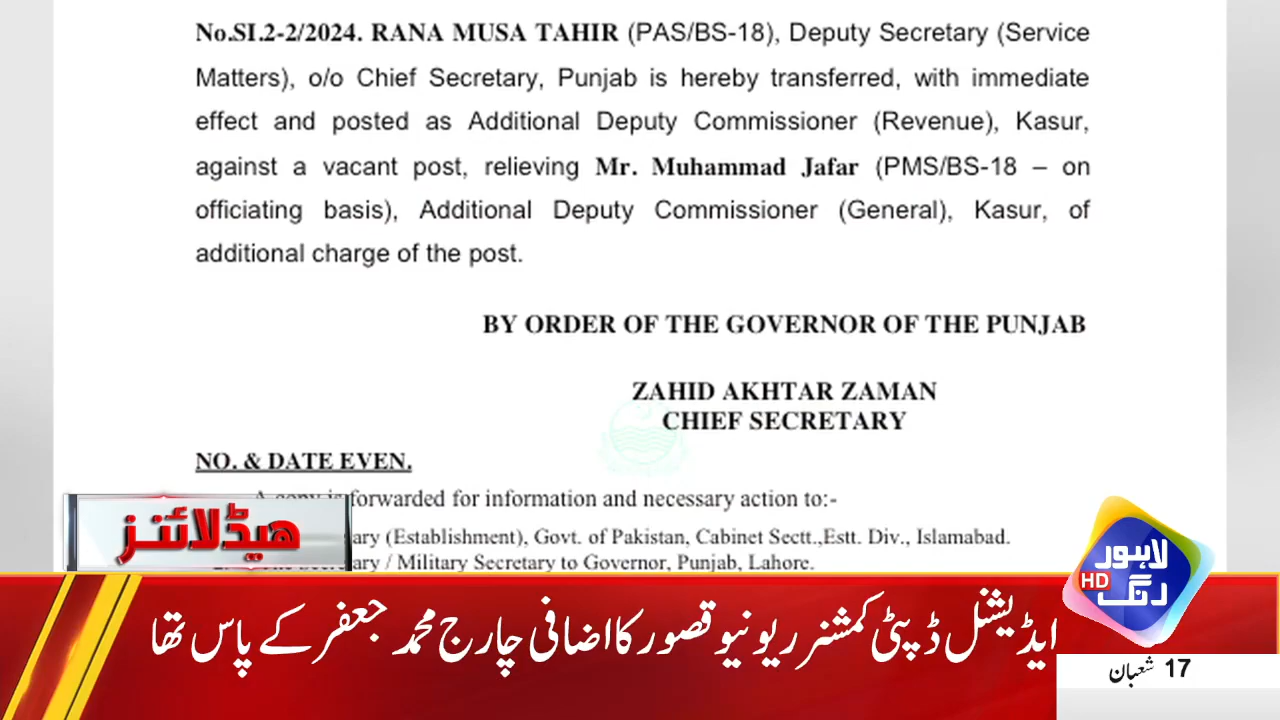 No.SI.2-2/2024. RANA MUSA TAHIR (PAS/BS-18), Deputy Secretary (Service
Matters), o/o Chief Secretary, Punjab is hereby transferred, with immediate
effect and posted as Additional Deputy Commissioner (Revenue), Kasur,
against a vacant post, relieving Mr. Muhammad Jafar (PMS/BS-18 – on
officiating basis), Additional Deputy Commissioner (General), Kasur, of
additional charge of the post.
BY ORDER OF THE GOVERNOR OF THE PUNJAB
ZAHID AKHTAR ZAMAN
CHIEF SECRETARY
NO. & DATE EVEN.
A copy is forwarded for information and necessary action to:-
(Establishment), Govt. of Pakistan, Cabinet Sectt.,Estt. Div., Islamabad.
/ Military Secretary to Governor, Punjab, Lahore.
ہیڈلائنز
لاہور
HD رنگ
ایڈیشنل ڈپٹی کمشنر ریونیو قصور کا اضافی چارج محمد جعفر کے پاس تھا
17 شعبان